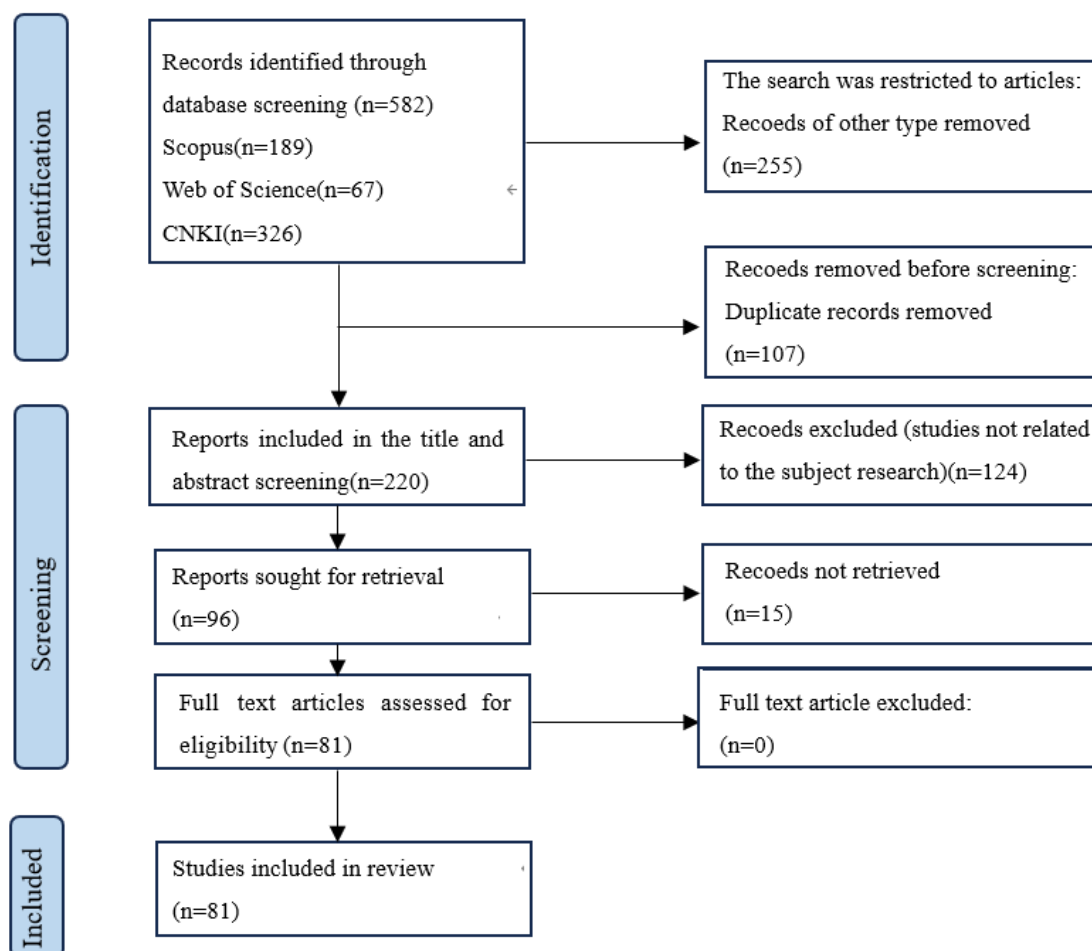 Identification
Records identified through
database screening (n=582)
Scopus(n=189)
Web of Science(n=67)
CNKI(n=326)
The search was restricted to articles:
Recoeds of other type removed
(n=255)
Recoeds removed before screening:
Duplicate records removed
(n=107)
Screening
Reports included in the title and
abstract screening(n=220)
Recoeds excluded (studies not related
to the subject research)(n=124)
Reports sought for retrieval
(n=96)
Recoeds not retrieved
(n=15)
Full text articles assessed for
eligibility (n=81)
Full text article excluded:
(n=0)
Included
Studies included in review
(n=81)